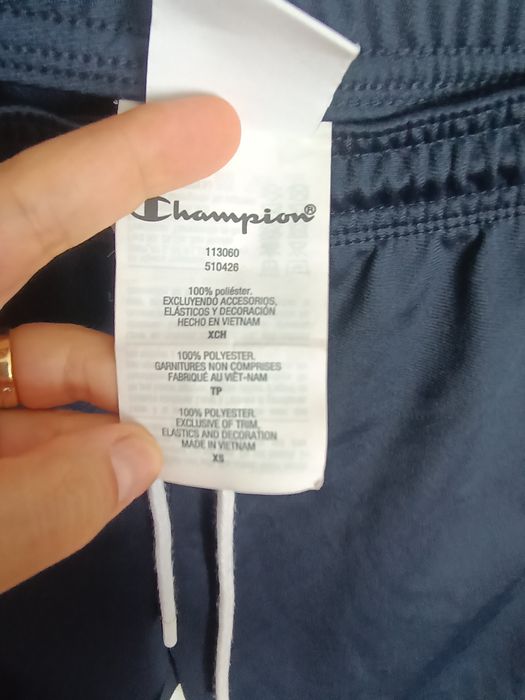 Champion®
113060
510426
100% poliéster.
EXCLUYENDO ACCESORIOS,
ELÁSTICOS Y DECORACIÓN
HECHO EN VIETNAM
XCH
100% POLYESTER.
GARNITURES NON COMPRISES
FABRIQUÉ AU VIÊT-NAM
TP
100% POLYESTER.
EXCLUSIVE OF TRIM,
ELASTICS AND DECORATION
MADE IN VIETNAM
XS